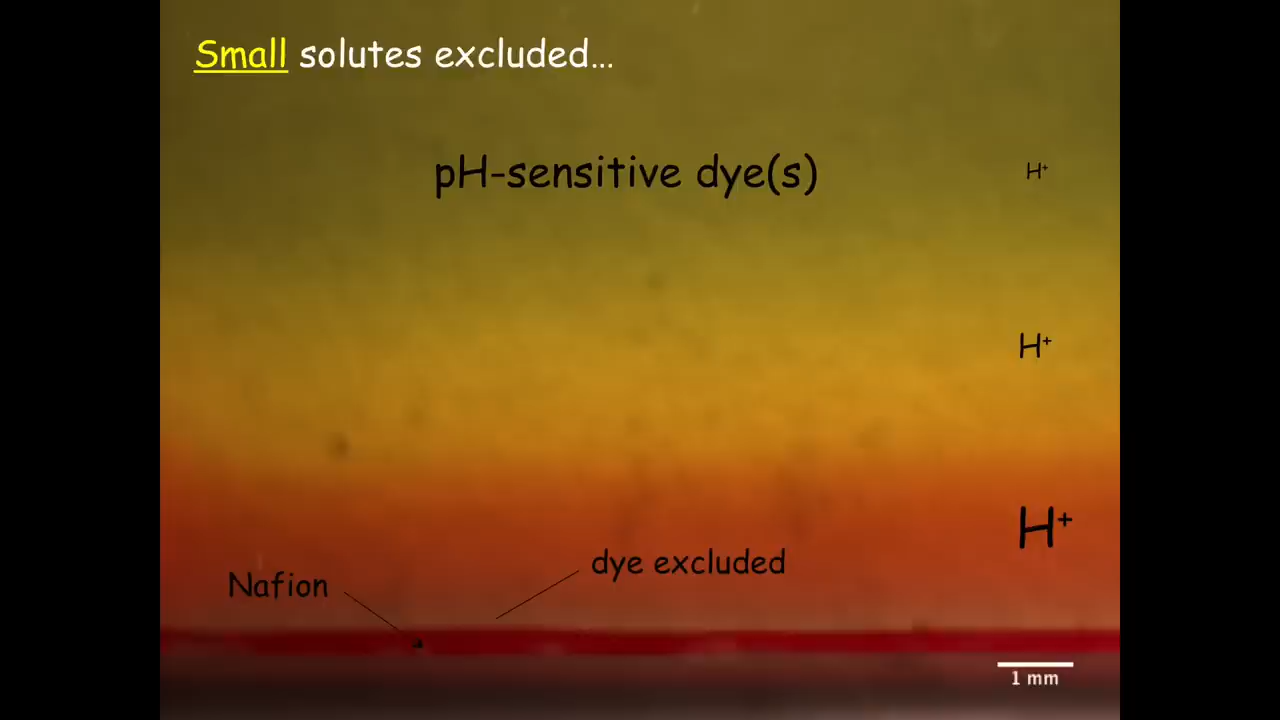 Small solutes excluded...
pH-sensitive dye(s)
H⁺
H⁺
H⁺
dye excluded
Nafion
1 mm